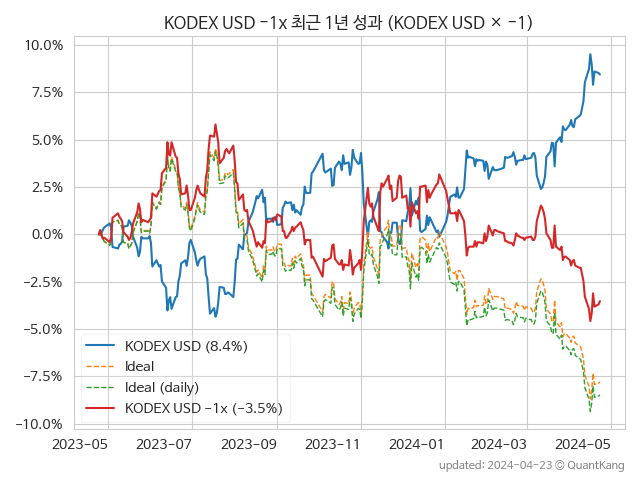 KODEX USD −1x 최근 1년 성과 (KODEX USD × −1)
10.0%
7.5%
5.0%
2.5%
0.0%
−2.5%
−5.0%
−7.5%
−10.0%
KODEX USD (8.4%)
Ideal
Ideal (daily)
KODEX USD −1x (−3.5%)
2023-05 2023-07 2023-09 2023-11 2024-01 2024-03 2024-05
updated: 2024-04-23 © QuantKang